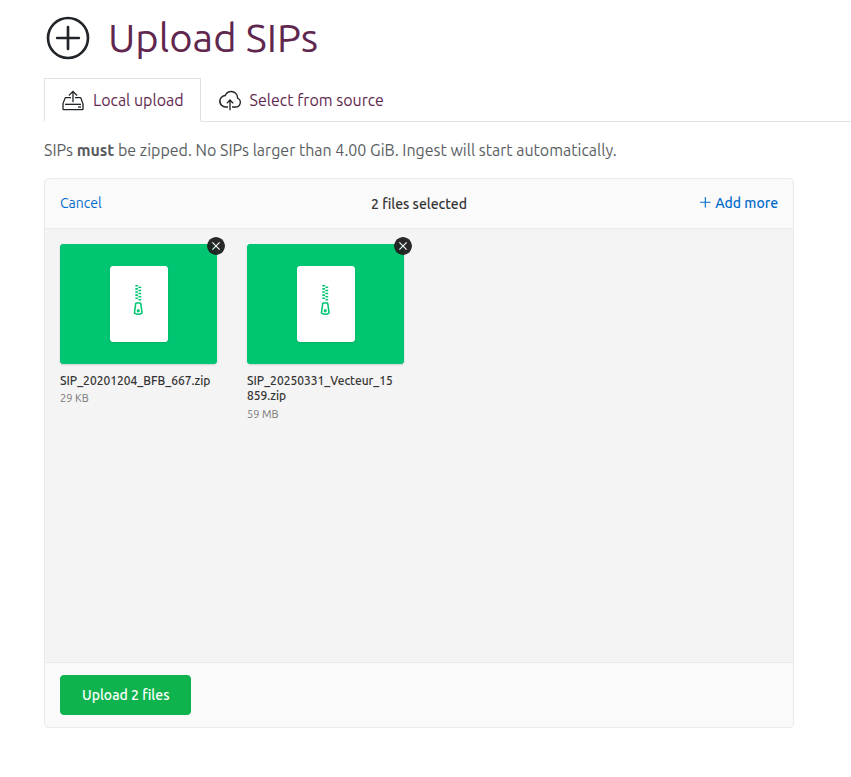 Upload SIPs
Local upload
Select from source
SIPs must be zipped. No SIPs larger than 4.00 GiB. Ingest will start automatically.
Cancel
2 files selected
+ Add more
SIP_20201204_BFB_667.zip
29 KB
SIP_20250331_Vecteur_15
859.zip
59 MB
Upload 2 files